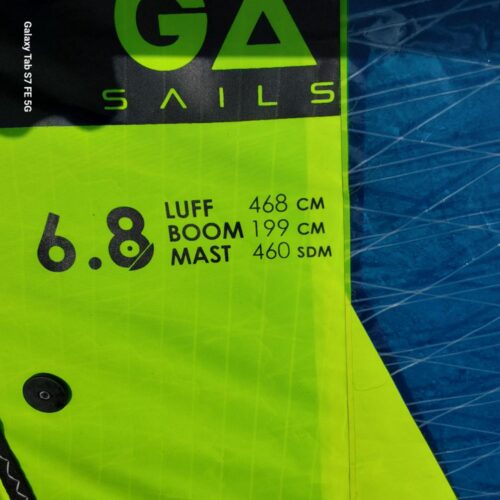 Galaxy Tab S7 FE 5G
GA
SAILS
6.8
LUFF 468 CM
BOOM 199 CM
MAST 460 SDM